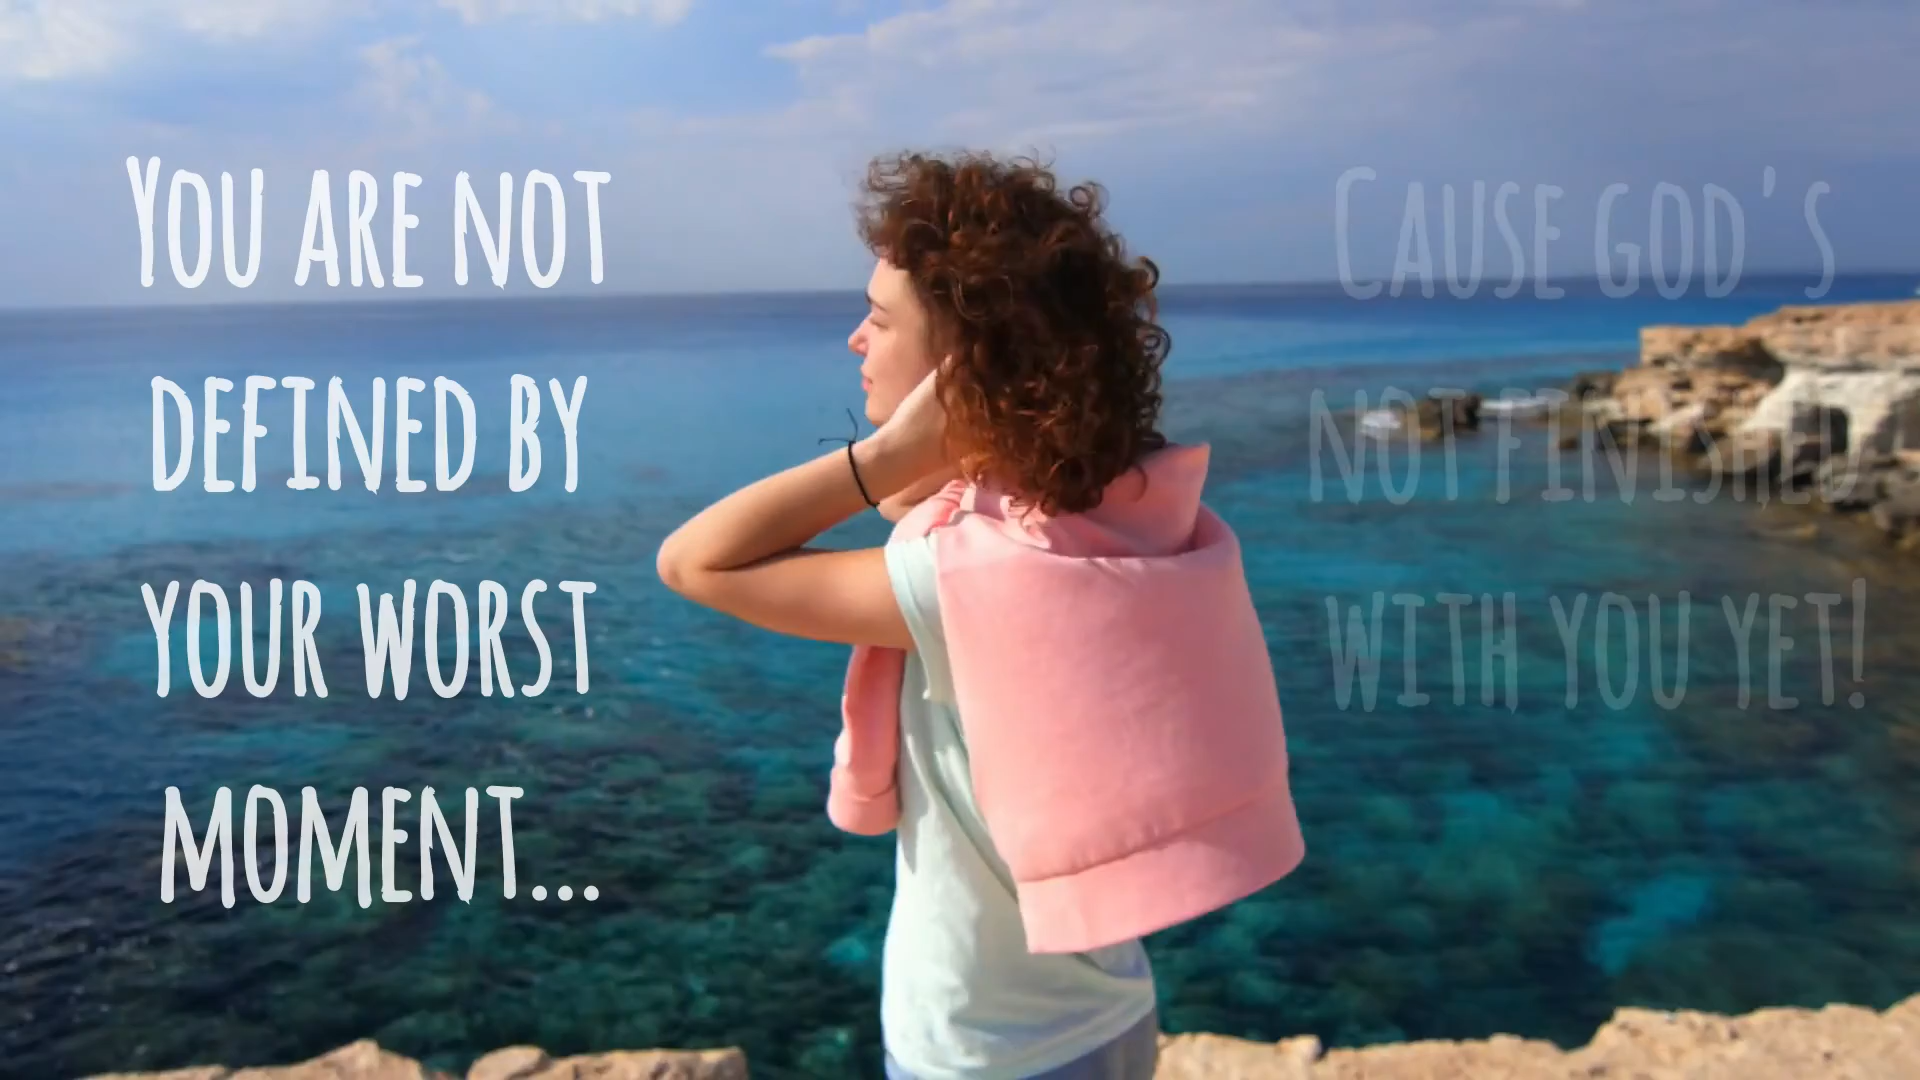 You are not
defined by
your worst
moment...
Cause god's
not finished
with you yet!